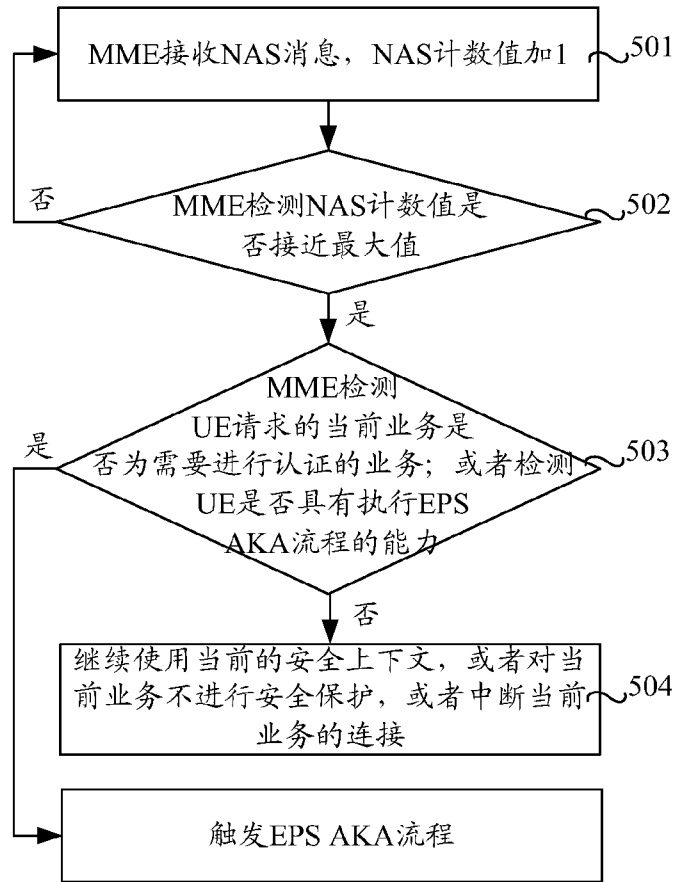 MME接收NAS消息，NAS计数值加1
501
MME检测NAS计数值是
否接近最大值
502
否
是
MME检测
UE请求的当前业务是
否为需要进行认证的业务；或者检测
UE是否具有执行EPS
AKA流程的能力
503
是
否
继续使用当前的安全上下文，或者对当
前业务不进行安全保护，或者中断当前
业务的连接
504
触发EPS AKA流程